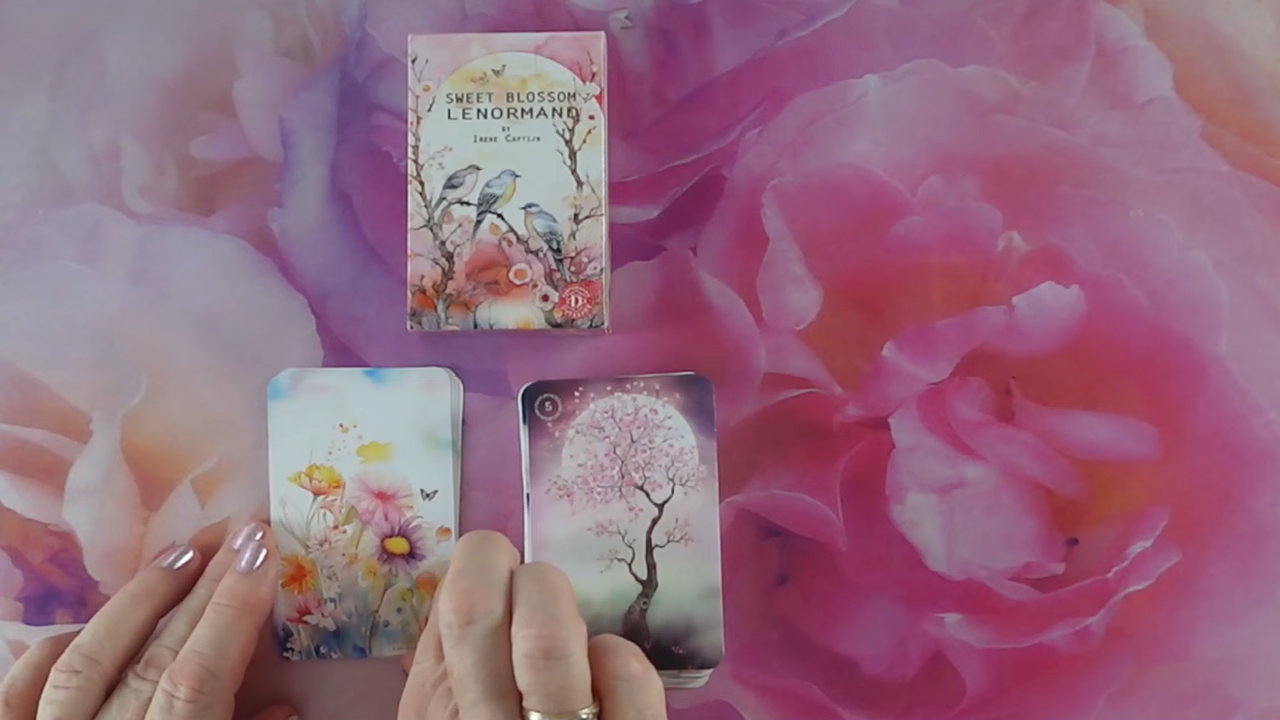 SWEET BLOSSOM
LENORMAND
BY
IRENE CAPTIJN
D
5